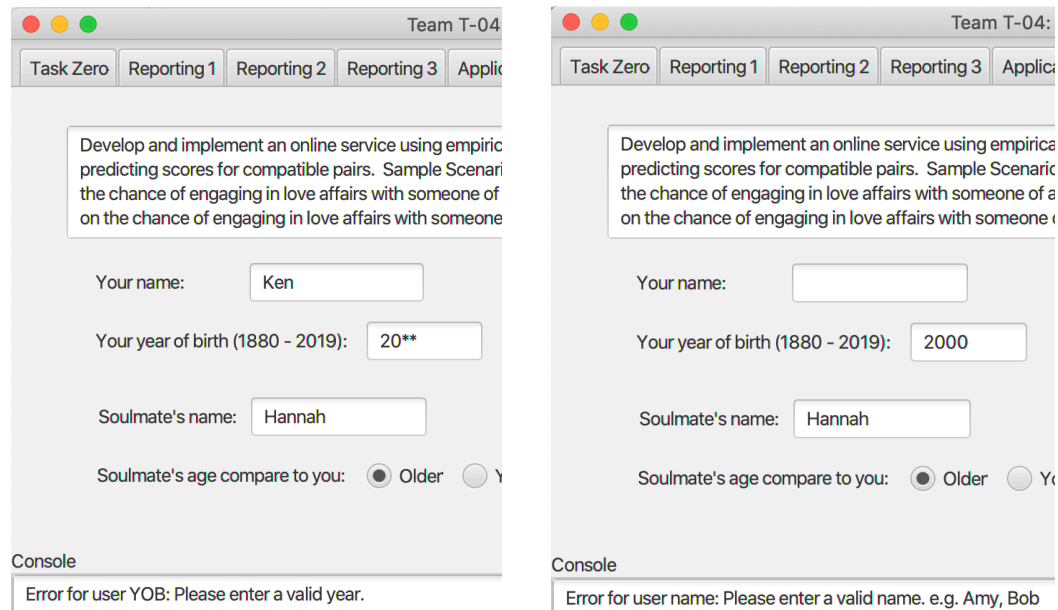 Team T-04
Task Zero Reporting 1 Reporting 2 Reporting 3 Applic
Develop and implement an online service using empiric
predicting scores for compatible pairs. Sample Scenari
the chance of engaging in love affairs with someone of
on the chance of engaging in love affairs with someone
Your name: Ken
Your year of birth (1880 - 2019): 20**
Soulmate's name: Hannah
Soulmate's age compare to you: Older Y
Console
Error for user YOB: Please enter a valid year.
Team T-04:
Task Zero Reporting 1 Reporting 2 Reporting 3 Applica
Develop and implement an online service using empirica
predicting scores for compatible pairs. Sample Scenario
the chance of engaging in love affairs with someone of a
on the chance of engaging in love affairs with someone o
Your name:
Your year of birth (1880 - 2019): 2000
Soulmate's name: Hannah
Soulmate's age compare to you: Older Yo
Console
Error for user name: Please enter a valid name. e.g. Amy, Bob